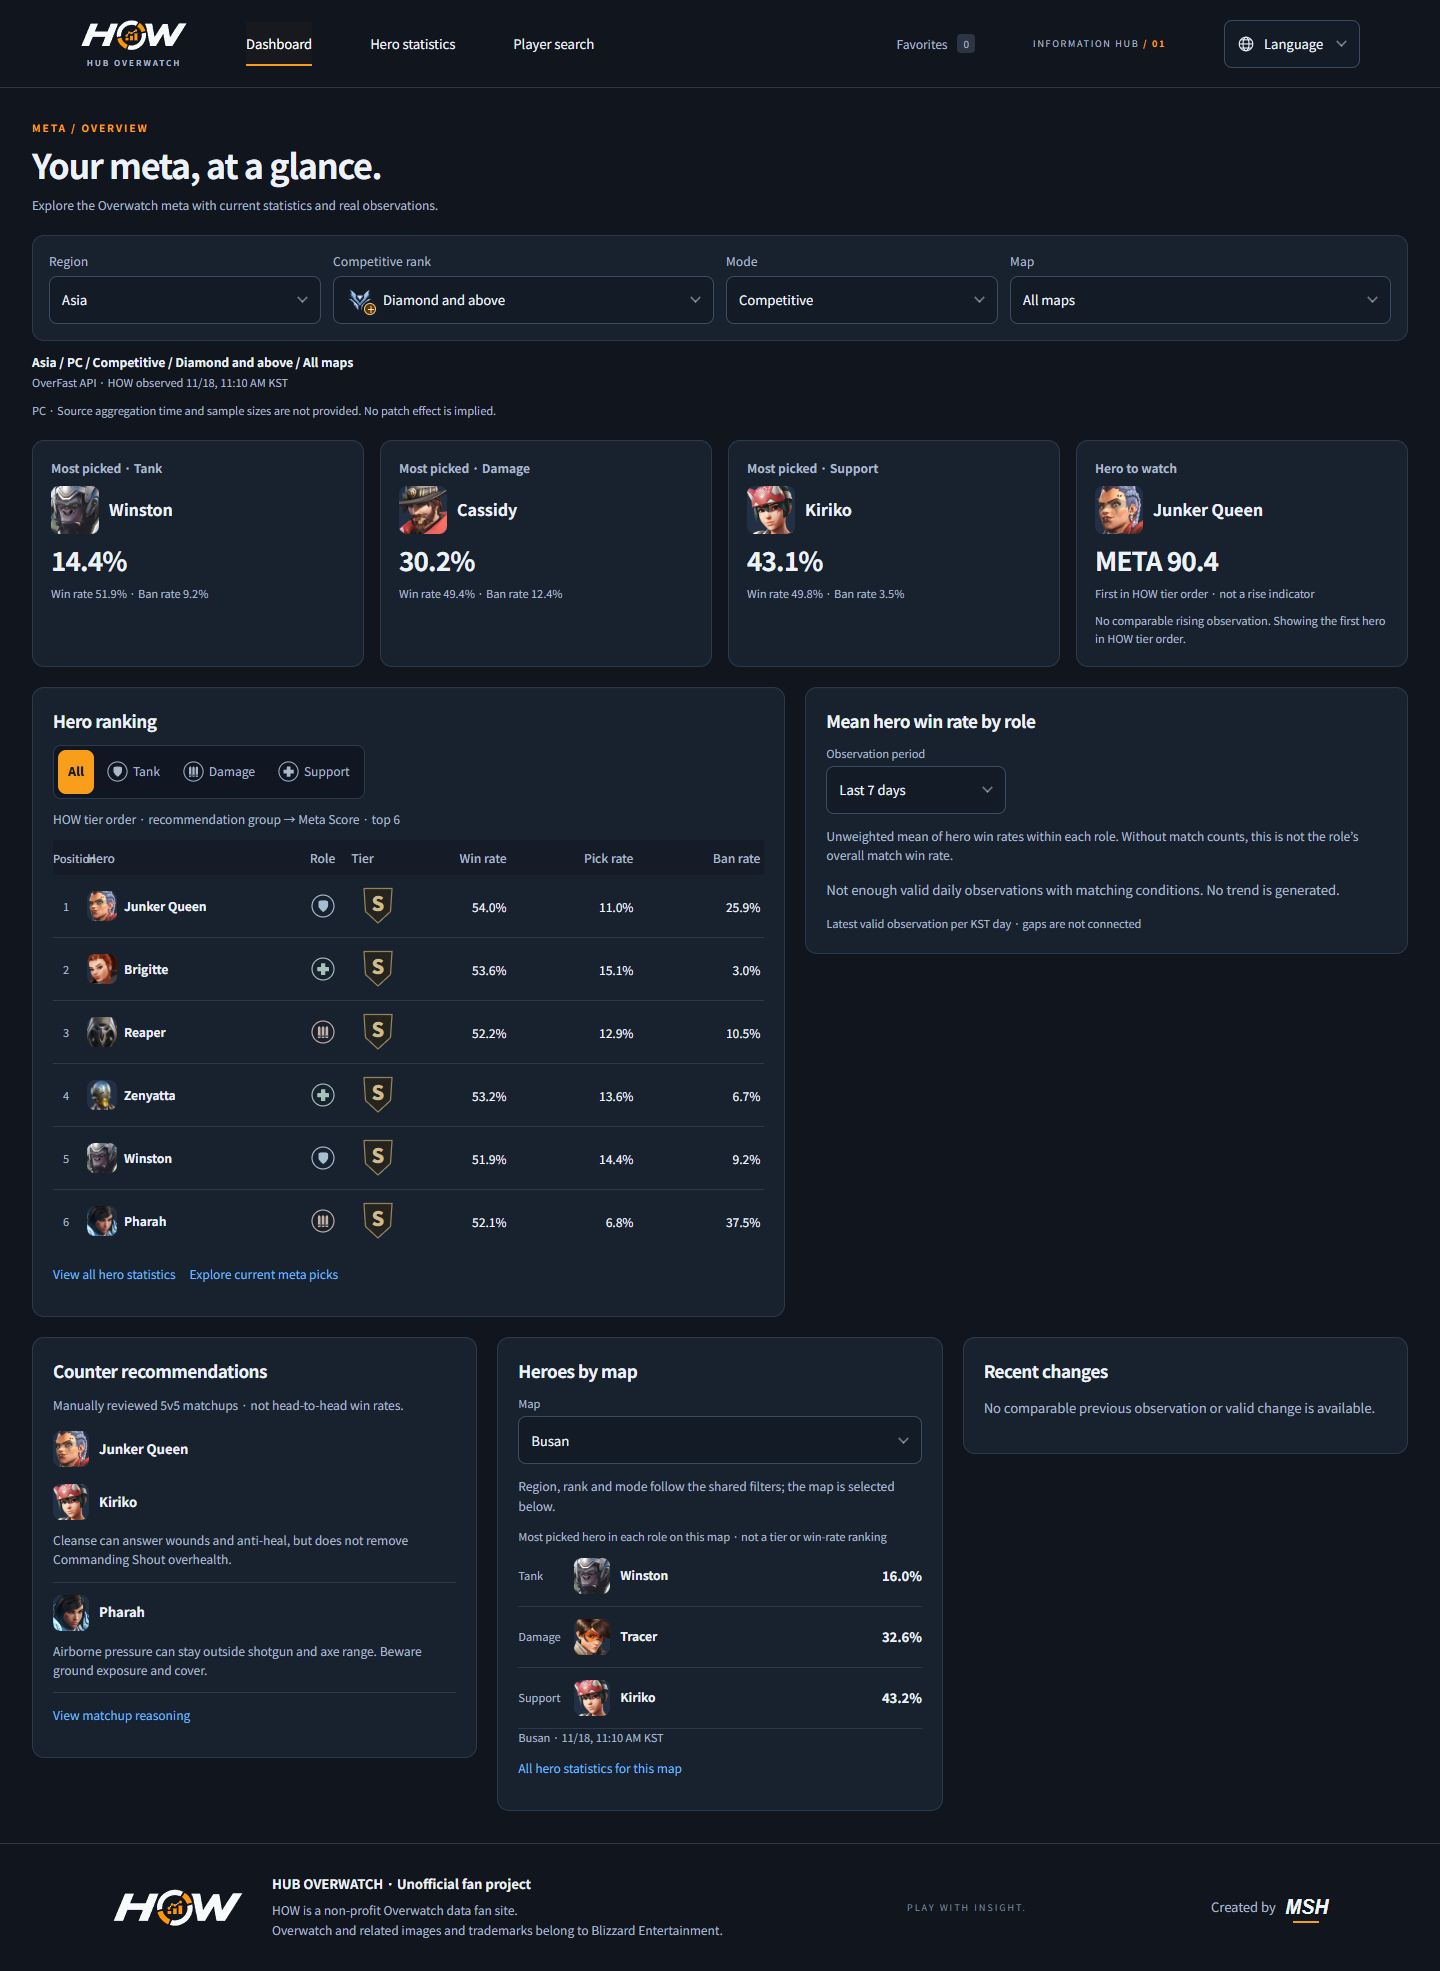 HOW
HUB OVERWATCH
Dashboard
Hero statistics
Player search
Favorites 0
INFORMATION HUB / 01
Language
META / OVERVIEW
Your meta, at a glance.
Explore the Overwatch meta with current statistics and real observations.
Region
Competitive rank
Mode
Map
Asia
Diamond and above
Competitive
All maps
Asia / PC / Competitive / Diamond and above / All maps
OverFast API · HOW observed 11/18, 11:10 AM KST
PC · Source aggregation time and sample sizes are not provided. No patch effect is implied.
Most picked · Tank
Winston
14.4%
Win rate 51.9% · Ban rate 9.2%
Most picked · Damage
Cassidy
30.2%
Win rate 49.4% · Ban rate 12.4%
Most picked · Support
Kiriko
43.1%
Win rate 49.8% · Ban rate 3.5%
Hero to watch
Junker Queen
META 90.4
First in HOW tier order · not a rise indicator
No comparable rising observation. Showing the first hero
in HOW tier order.
Hero ranking
All Tank Damage Support
HOW tier order · recommendation group → Meta Score · top 6
Position Hero Role Tier Win rate Pick rate Ban rate
1 Junker Queen S 54.0% 11.0% 25.9%
2 Brigitte S 53.6% 15.1% 3.0%
3 Reaper S 52.2% 12.9% 10.5%
4 Zenyatta S 53.2% 13.6% 6.7%
5 Winston S 51.9% 14.4% 9.2%
6 Pharah S 52.1% 6.8% 37.5%
View all hero statistics Explore current meta picks
Mean hero win rate by role
Observation period
Last 7 days
Unweighted mean of hero win rates within each role. Without match counts, this is not the role's
overall match win rate.
Not enough valid daily observations with matching conditions. No trend is generated.
Latest valid observation per KST day · gaps are not connected
Counter recommendations
Manually reviewed 5v5 matchups · not head-to-head win rates.
Junker Queen
Kiriko
Cleanse can answer wounds and anti-heal, but does not remove
Commanding Shout overhealth.
Pharah
Airborne pressure can stay outside shotgun and axe range. Beware
ground exposure and cover.
View matchup reasoning
Heroes by map
Map
Busan
Region, rank and mode follow the shared filters; the map is selected
below.
Most picked hero in each role on this map · not a tier or win-rate ranking
Tank Winston 16.0%
Damage Tracer 32.6%
Support Kiriko 43.2%
Busan · 11/18, 11:10 AM KST
All hero statistics for this map
Recent changes
No comparable previous observation or valid change is available.
HOW
HUB OVERWATCH · Unofficial fan project
HOW is a non-profit Overwatch data fan site.
Overwatch and related images and trademarks belong to Blizzard Entertainment.
PLAY WITH INSIGHT.
Created by MSH